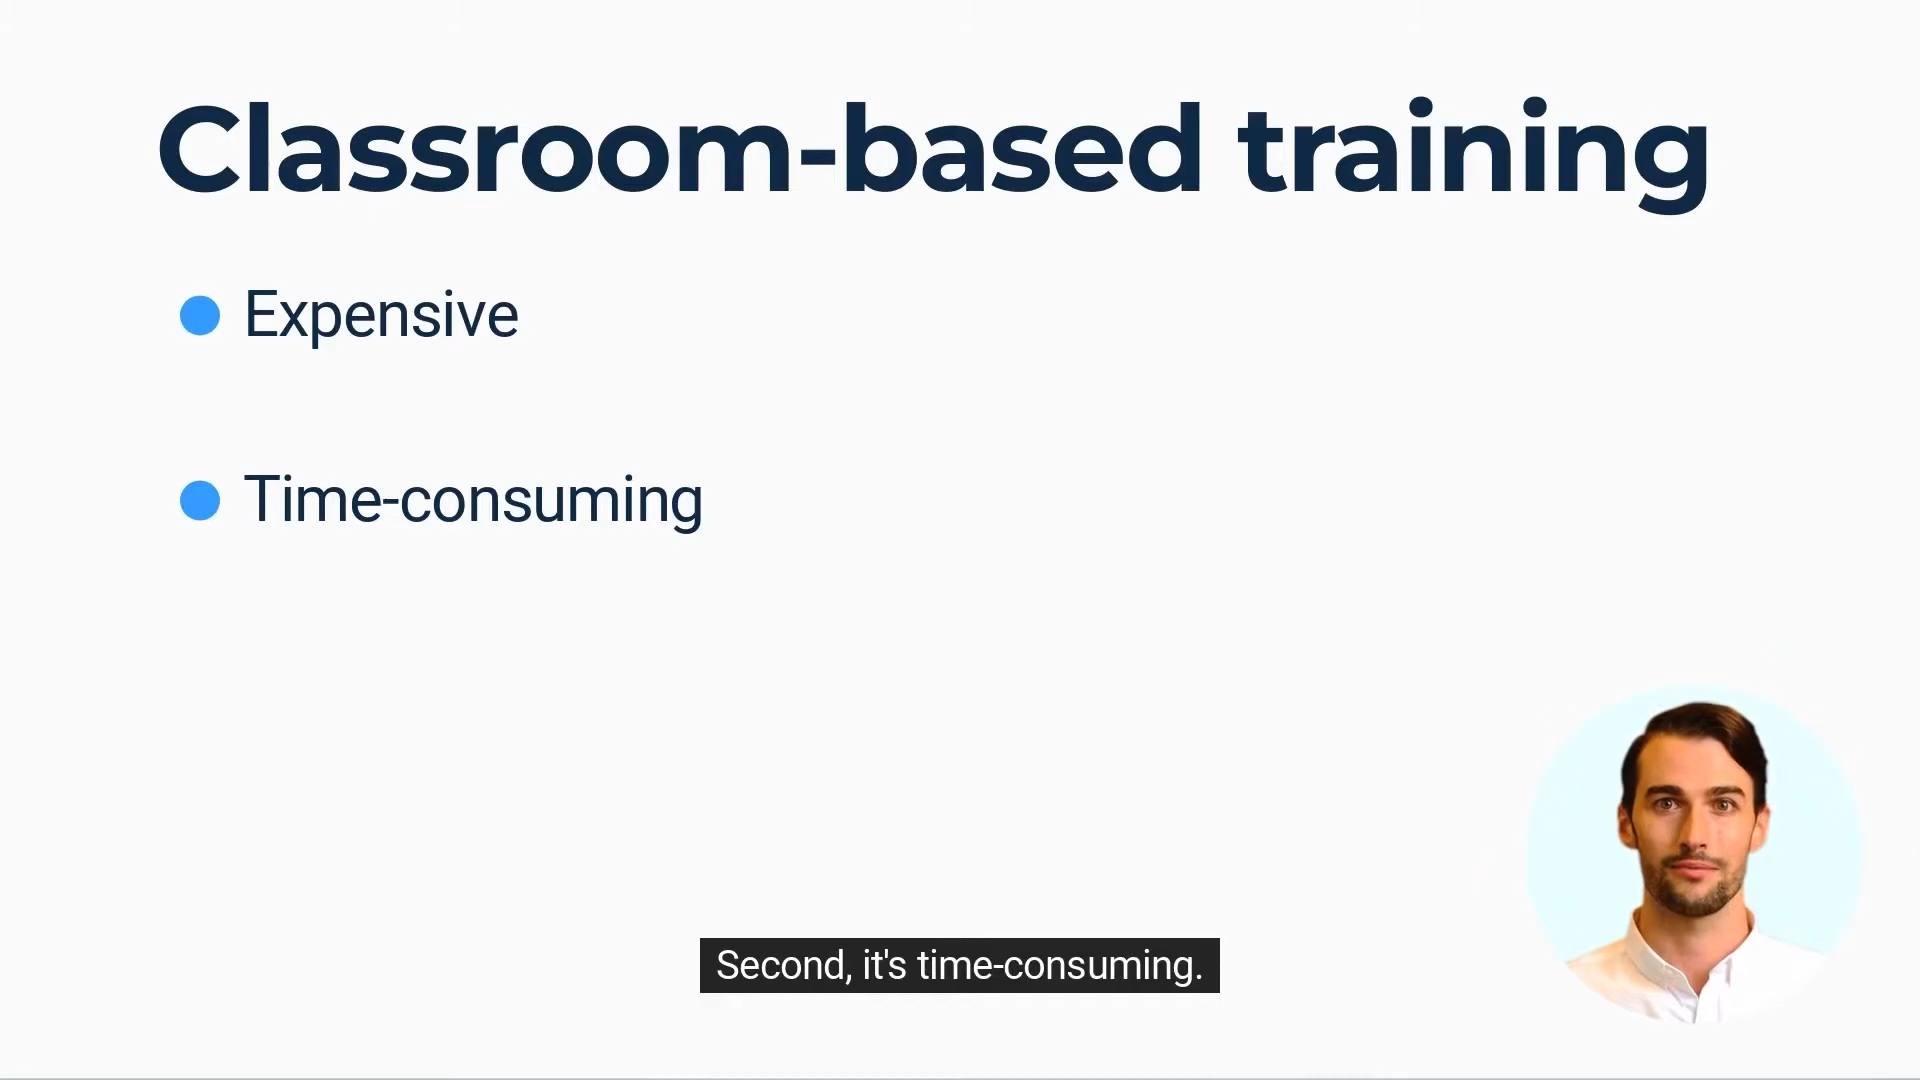 Classroom-based training
Expensive
Time-consuming
Second, it's time-consuming.